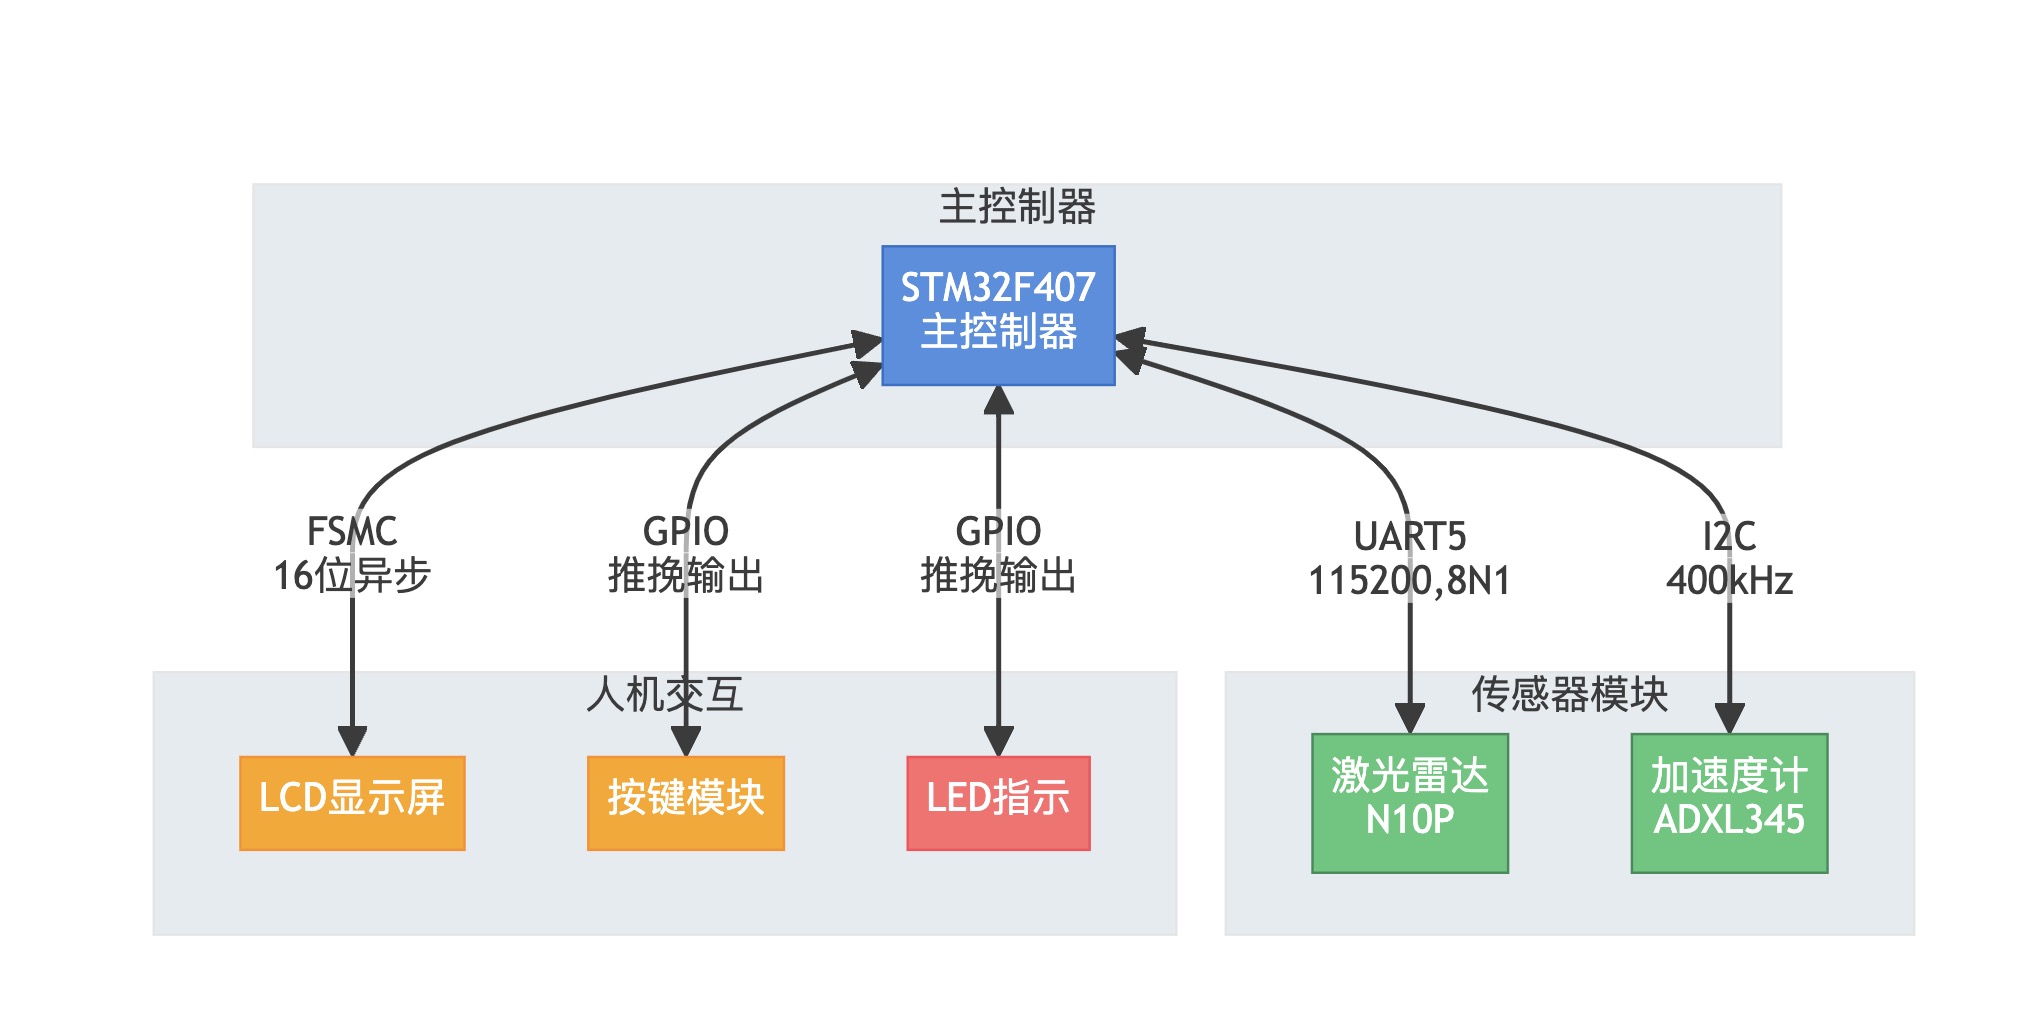 主控制器
STM32F407
主控制器
FSMC
16位异步
GPIO
推挽输出
GPIO
推挽输出
UART5
115200,8N1
I2C
400kHz
人机交互
LCD显示屏
按键模块
LED指示
传感器模块
激光雷达
N10P
加速度计
ADXL345